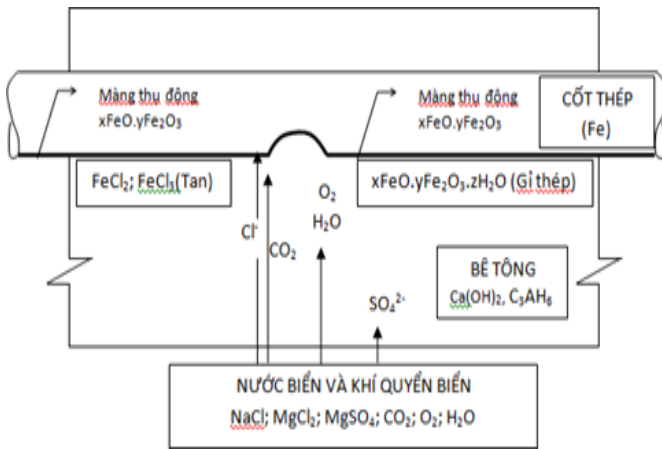 Màng thụ động
xFeO.yFe₂O₃
Màng thụ động
xFeO.yFe₂O₃
CỐT THÉP
(Fe)
FeCl₂; FeCl₃(Tan)
xFeO.yFe₂O₃.zH₂O (Gỉ thép)
O₂
H₂O
Cl⁻
CO₂
SO₄²⁻
BÊ TÔNG
Ca(OH)₂, C₃AH₆
NƯỚC BIỂN VÀ KHÍ QUYỂN BIỂN
NaCl; MgCl₂; MgSO₄; CO₂; O₂; H₂O